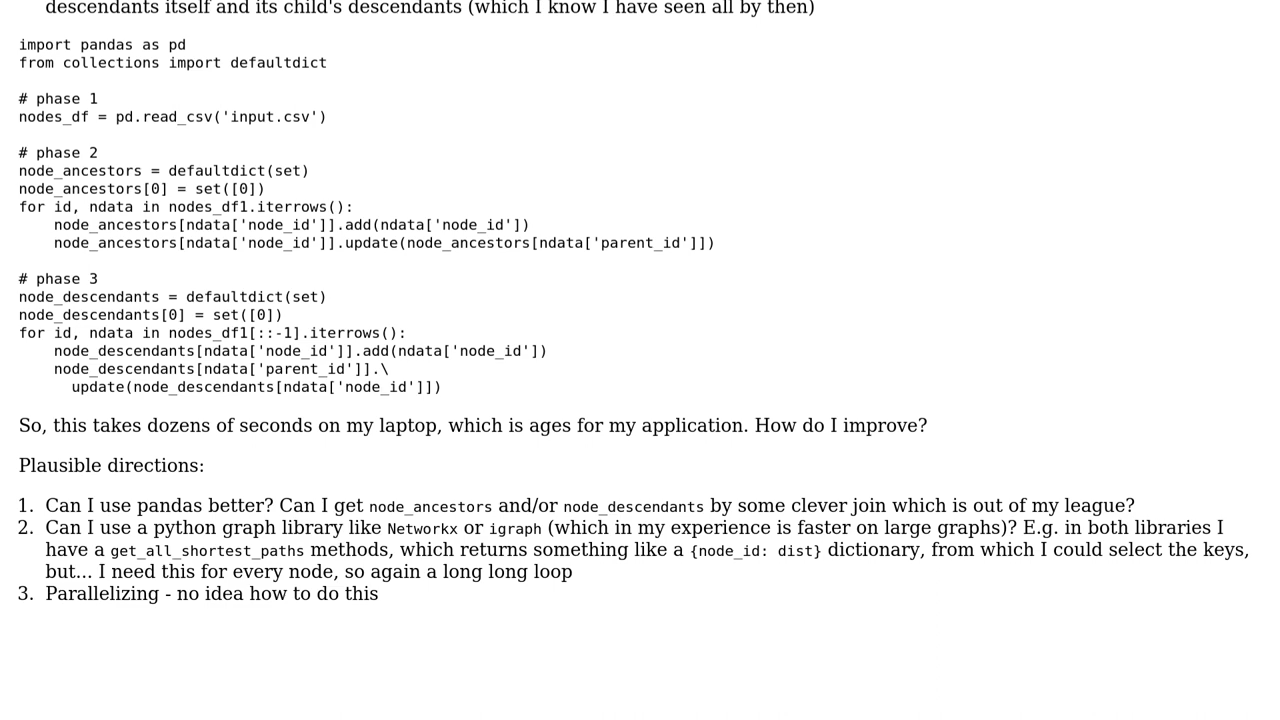 descendants itself and its child's descendants (which I know I have seen all by then)
import pandas as pd
from collections import defaultdict
# phase 1
nodes_df = pd.read_csv('input.csv')
# phase 2
node_ancestors = defaultdict(set)
node_ancestors[0] = set([0])
for id, ndata in nodes_df1.iterrows():
    node_ancestors[ndata['node_id']].add(ndata['node_id'])
    node_ancestors[ndata['node_id']].update(node_ancestors[ndata['parent_id']])
# phase 3
node_descendants = defaultdict(set)
node_descendants[0] = set([0])
for id, ndata in nodes_df1[::-1].iterrows():
    node_descendants[ndata['node_id']].add(ndata['node_id'])
    node_descendants[ndata['parent_id']].\
      update(node_descendants[ndata['node_id']])
So, this takes dozens of seconds on my laptop, which is ages for my application. How do I improve?
Plausible directions:
1. Can I use pandas better? Can I get node_ancestors and/or node_descendants by some clever join which is out of my league?
2. Can I use a python graph library like Networkx or igraph (which in my experience is faster on large graphs)? E.g. in both libraries I
have a get_all_shortest_paths methods, which returns something like a {node_id: dist} dictionary, from which I could select the keys,
but... I need this for every node, so again a long long loop
3. Parallelizing - no idea how to do this